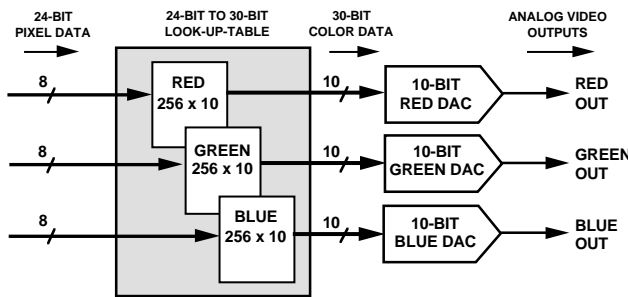 24-BIT
PIXEL DATA
24-BIT TO 30-BIT
LOOK-UP-TABLE
30-BIT
COLOR DATA
ANALOG VIDEO
OUTPUTS
8
RED
256 x 10
10
10-BIT
RED DAC
RED
OUT
8
GREEN
256 x 10
10
10-BIT
GREEN DAC
GREEN
OUT
8
BLUE
256 x 10
10
10-BIT
BLUE DAC
BLUE
OUT